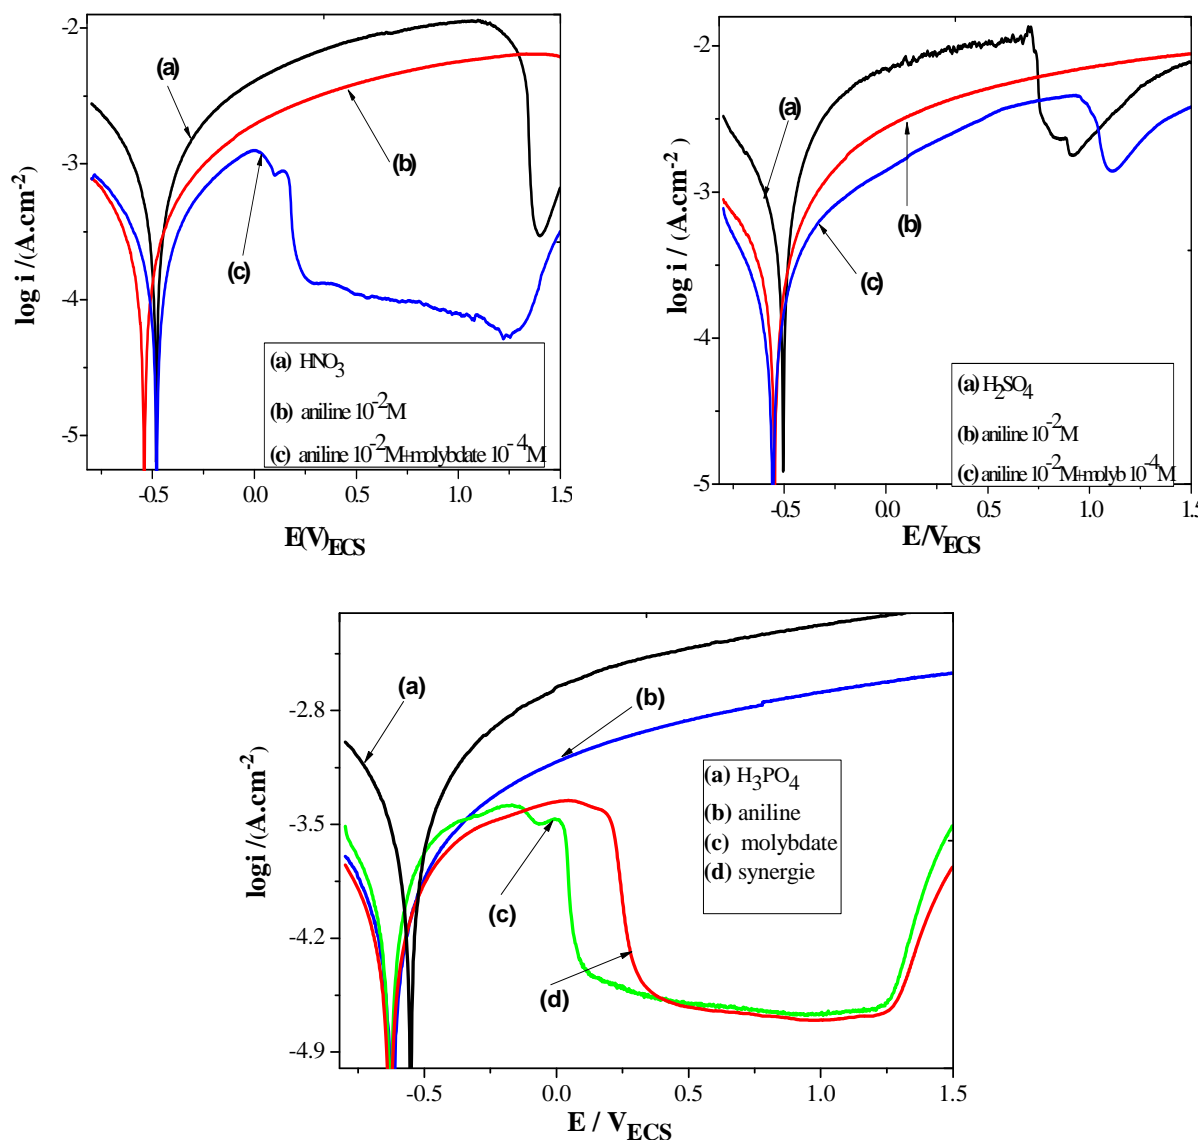 -2
-3
-4
-5
log i /(A.cm-2)
(a)
(b)
(c)
(a) HNO3
(b) aniline 10-2M
(c) aniline 10-2M+molybdate 10-4M
-0.5 0.0 0.5 1.0 1.5
E(V)ECS
-2
-3
-4
-5
log i /(A.cm-2)
(a)
(b)
(c)
(a) H2SO4
(b) aniline 10-2M
(c) aniline 10-2M+molyb 10-4M
-0.5 0.0 0.5 1.0 1.5
E/VECS
-2.8
-3.5
-4.2
-4.9
logi /(A.cm-2)
(a)
(b)
(c)
(d)
(a) H3PO4
(b) aniline
(c) molybdate
(d) synergie
-0.5 0.0 0.5 1.0 1.5
E / VECS